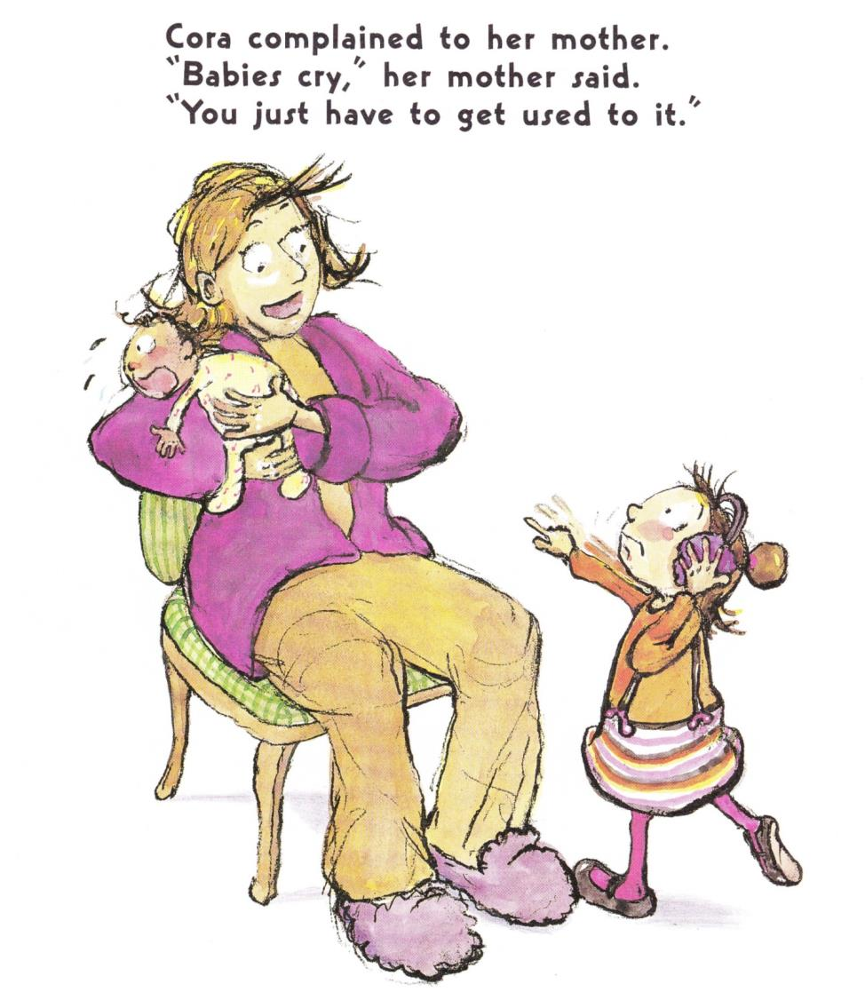 Cora complained to her mother.
"Babies cry," her mother said.
"You just have to get used to it."